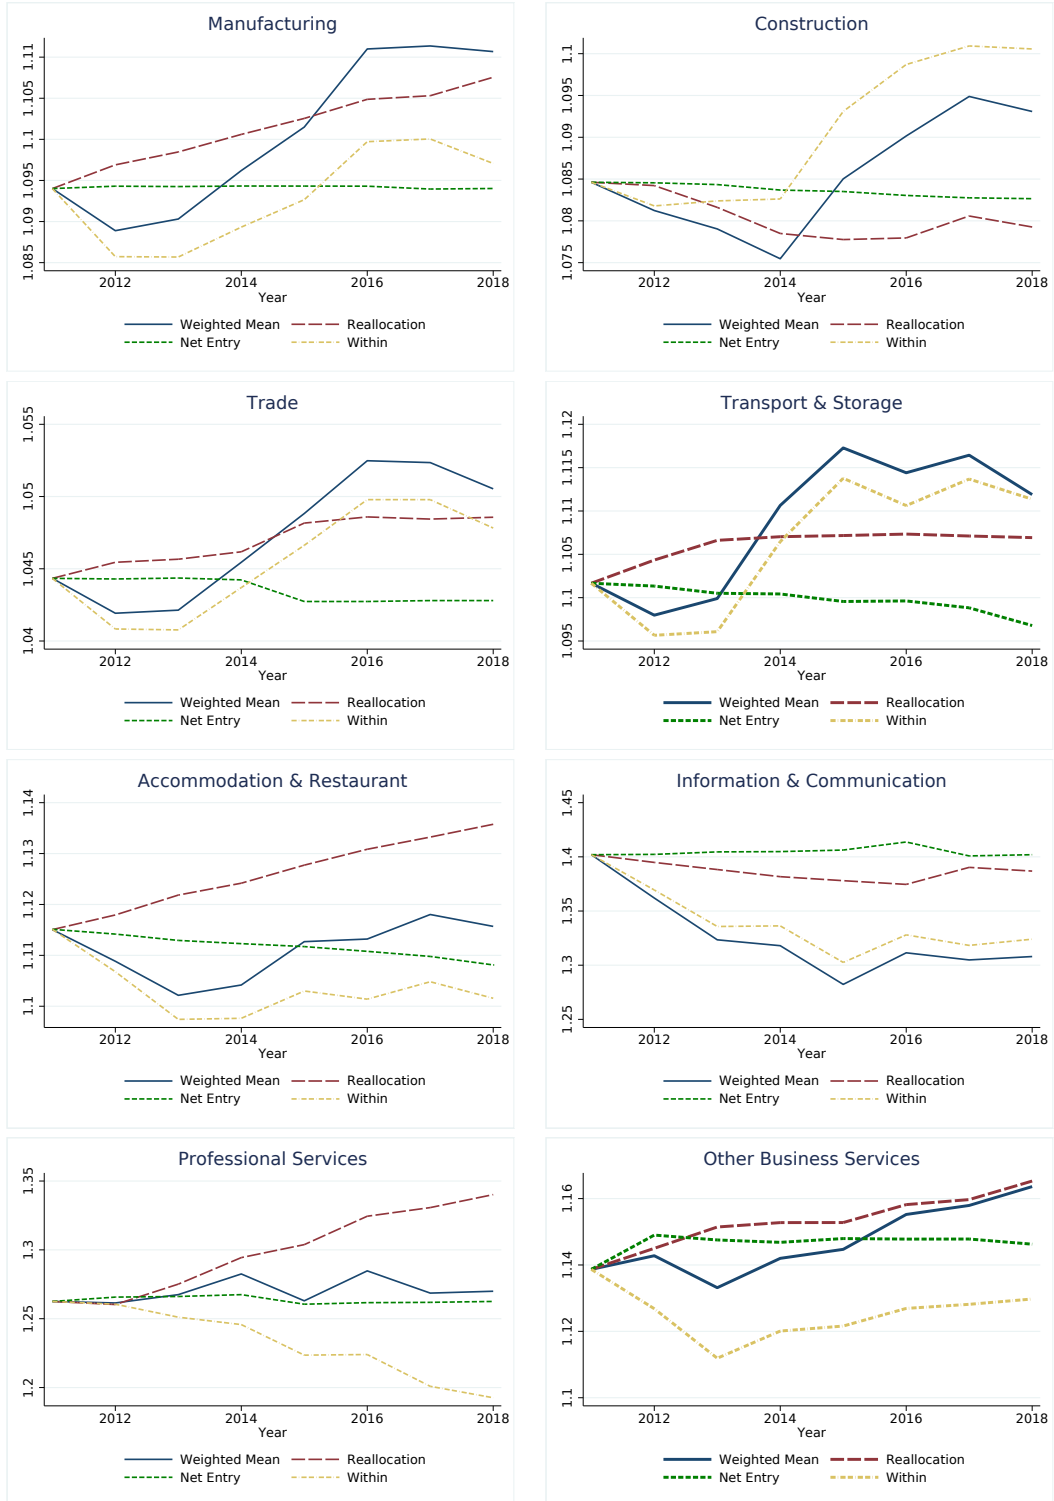 Manufacturing
1.11
1.105
1.1
1.095
1.09
1.085
2012 2014 2016 2018
Year
Weighted Mean Reallocation
Net Entry Within
Construction
1.1
1.095
1.09
1.085
1.08
1.075
2012 2014 2016 2018
Year
Weighted Mean Reallocation
Net Entry Within
Trade
1.055
1.05
1.045
1.04
2012 2014 2016 2018
Year
Weighted Mean Reallocation
Net Entry Within
Transport & Storage
1.12
1.115
1.11
1.105
1.1
1.095
2012 2014 2016 2018
Year
Weighted Mean Reallocation
Net Entry Within
Accommodation & Restaurant
1.14
1.13
1.12
1.11
1.1
2012 2014 2016 2018
Year
Weighted Mean Reallocation
Net Entry Within
Information & Communication
1.45
1.4
1.35
1.3
1.25
2012 2014 2016 2018
Year
Weighted Mean Reallocation
Net Entry Within
Professional Services
1.35
1.3
1.25
1.2
2012 2014 2016 2018
Year
Weighted Mean Reallocation
Net Entry Within
Other Business Services
1.16
1.14
1.12
1.1
2012 2014 2016 2018
Year
Weighted Mean Reallocation
Net Entry Within